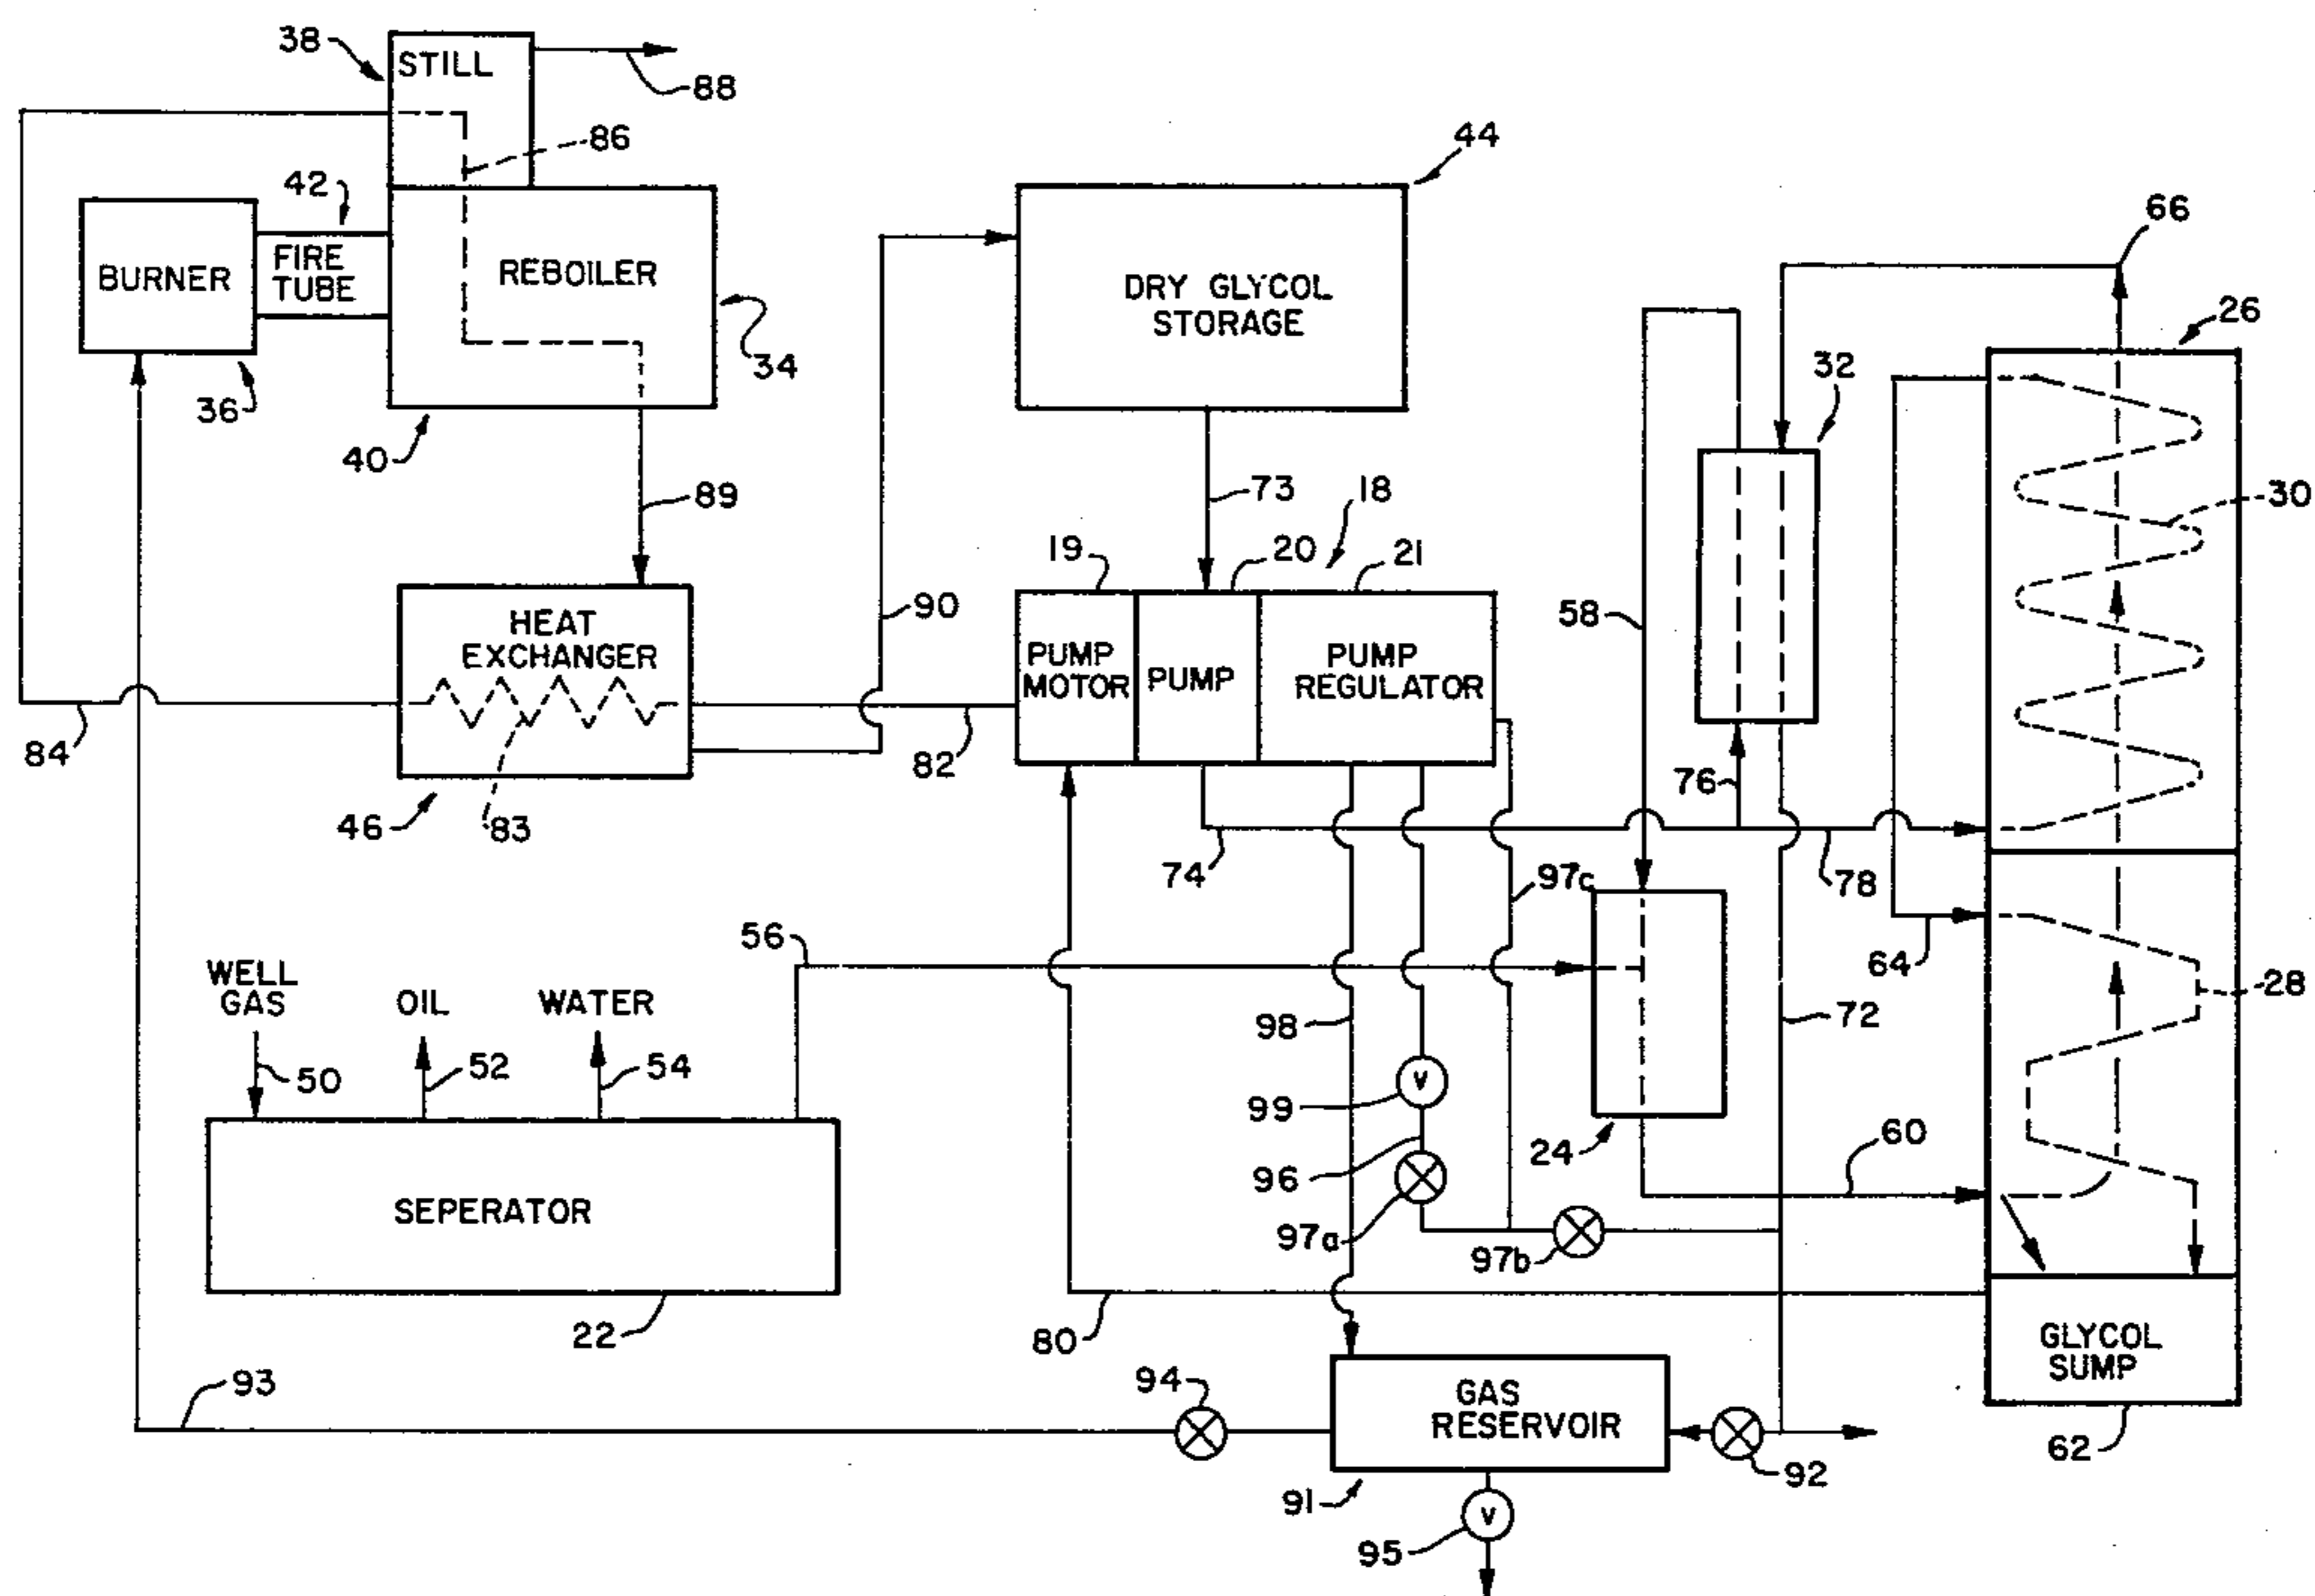 38
STILL
88
86
44
42
66
BURNER
FIRE
TUBE
REBOILER
DRY GLYCOL
STORAGE
26
34
32
36
40
89
73
18
30
19
20
21
90
58
HEAT
EXCHANGER
PUMP
MOTOR
PUMP
PUMP
REGULATOR
84
82
76
46
83
74
78
97c
56
64
WELL
GAS
OIL
WATER
28
98
72
50
52
54
99
96
24
60
SEPERATOR
97a
97b
22
80
GLYCOL
SUMP
93
94
GAS
RESERVOIR
62
92
91
V
V
95